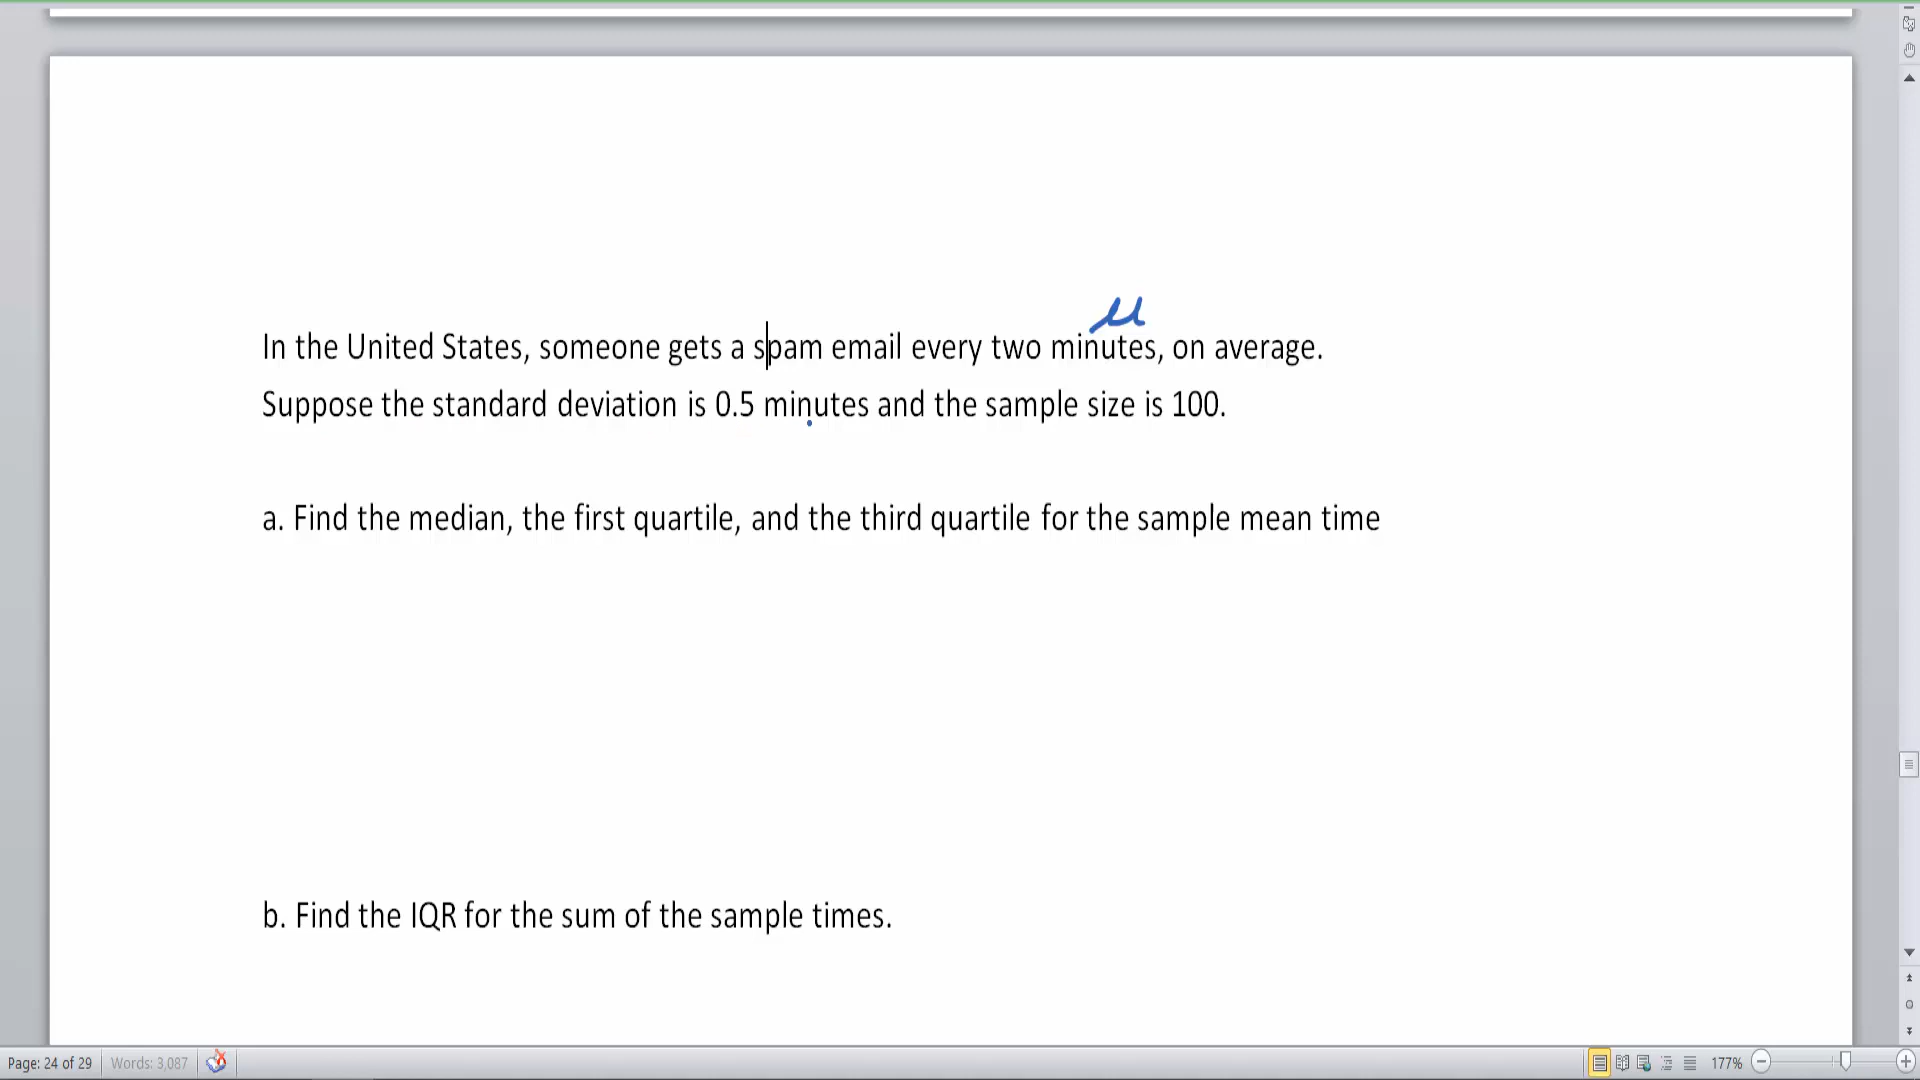 μ
In the United States, someone gets a spam email every two minutes, on average.
Suppose the standard deviation is 0.5 minutes and the sample size is 100.
a. Find the median, the first quartile, and the third quartile for the sample mean time
b. Find the IQR for the sum of the sample times.
Page: 24 of 29 Words: 3,087 177%